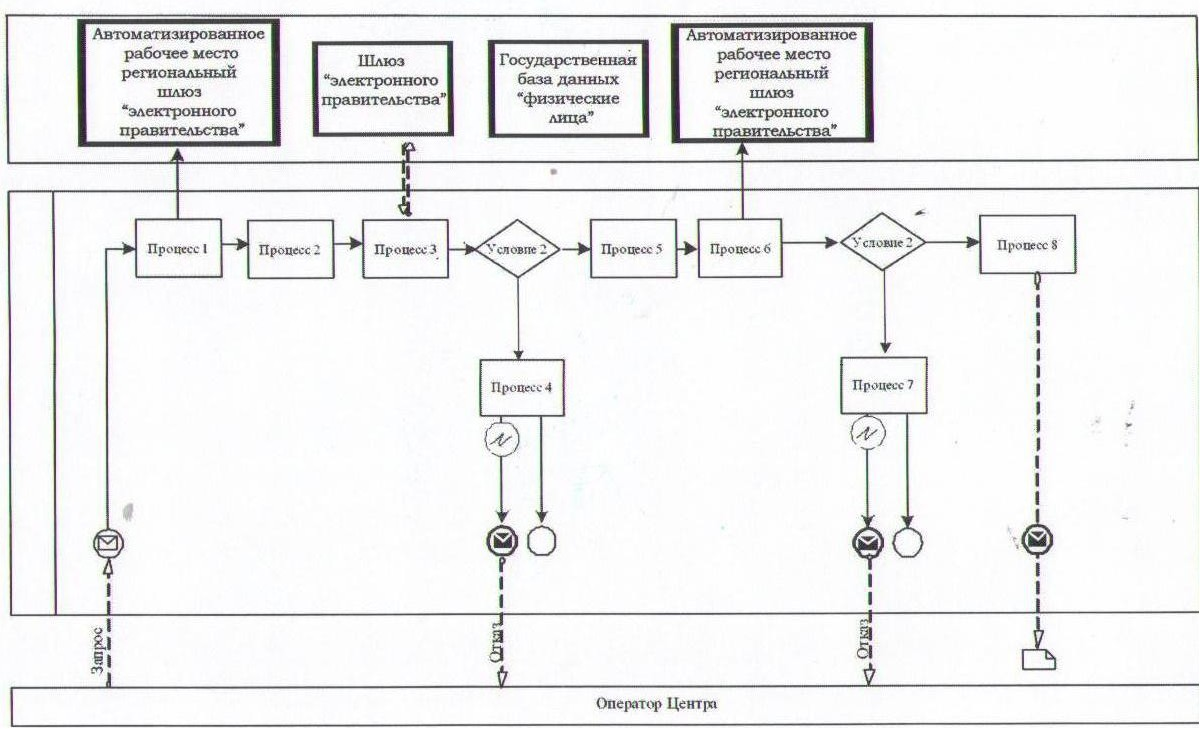 Автоматизированное
рабочее место
региональный
шлюз
“электронного
правительства”
Шлюз
“электронного
правительства”
Государственная
база данных
“физические
лица”
Автоматизированное
рабочее место
региональный
шлюз
“электронного
правительства”
Процесс 1
Процесс 2
Процесс 3
Условие 2
Процесс 5
Процесс 6
Условие 2
Процесс 8
Процесс 4
Процесс 7
N
N
Запрос
Отказ
Отказ
Оператор Центра